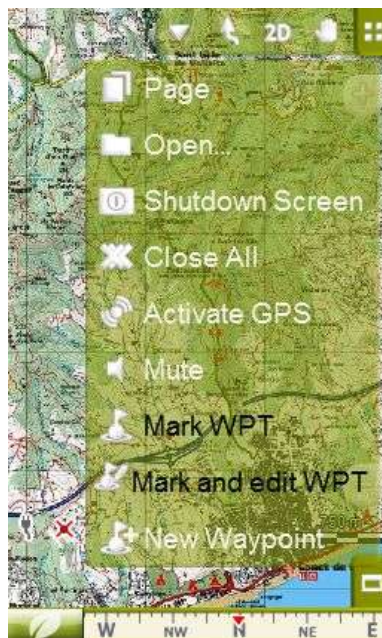 2D
Page
Open...
Shutdown Screen
Close All
Activate GPS
Mute
Mark WPT
Mark and edit WPT
New Waypoint
W NW N NE E